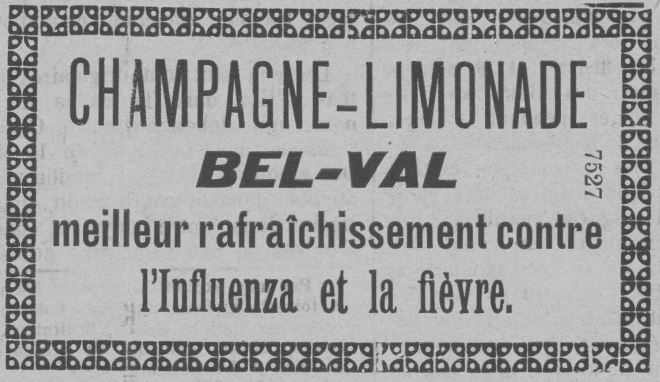 CHAMPAGNE-LIMONADE
BEL-VAL
7527
meilleur rafraîchissement contre
l'Influenza et la fièvre.